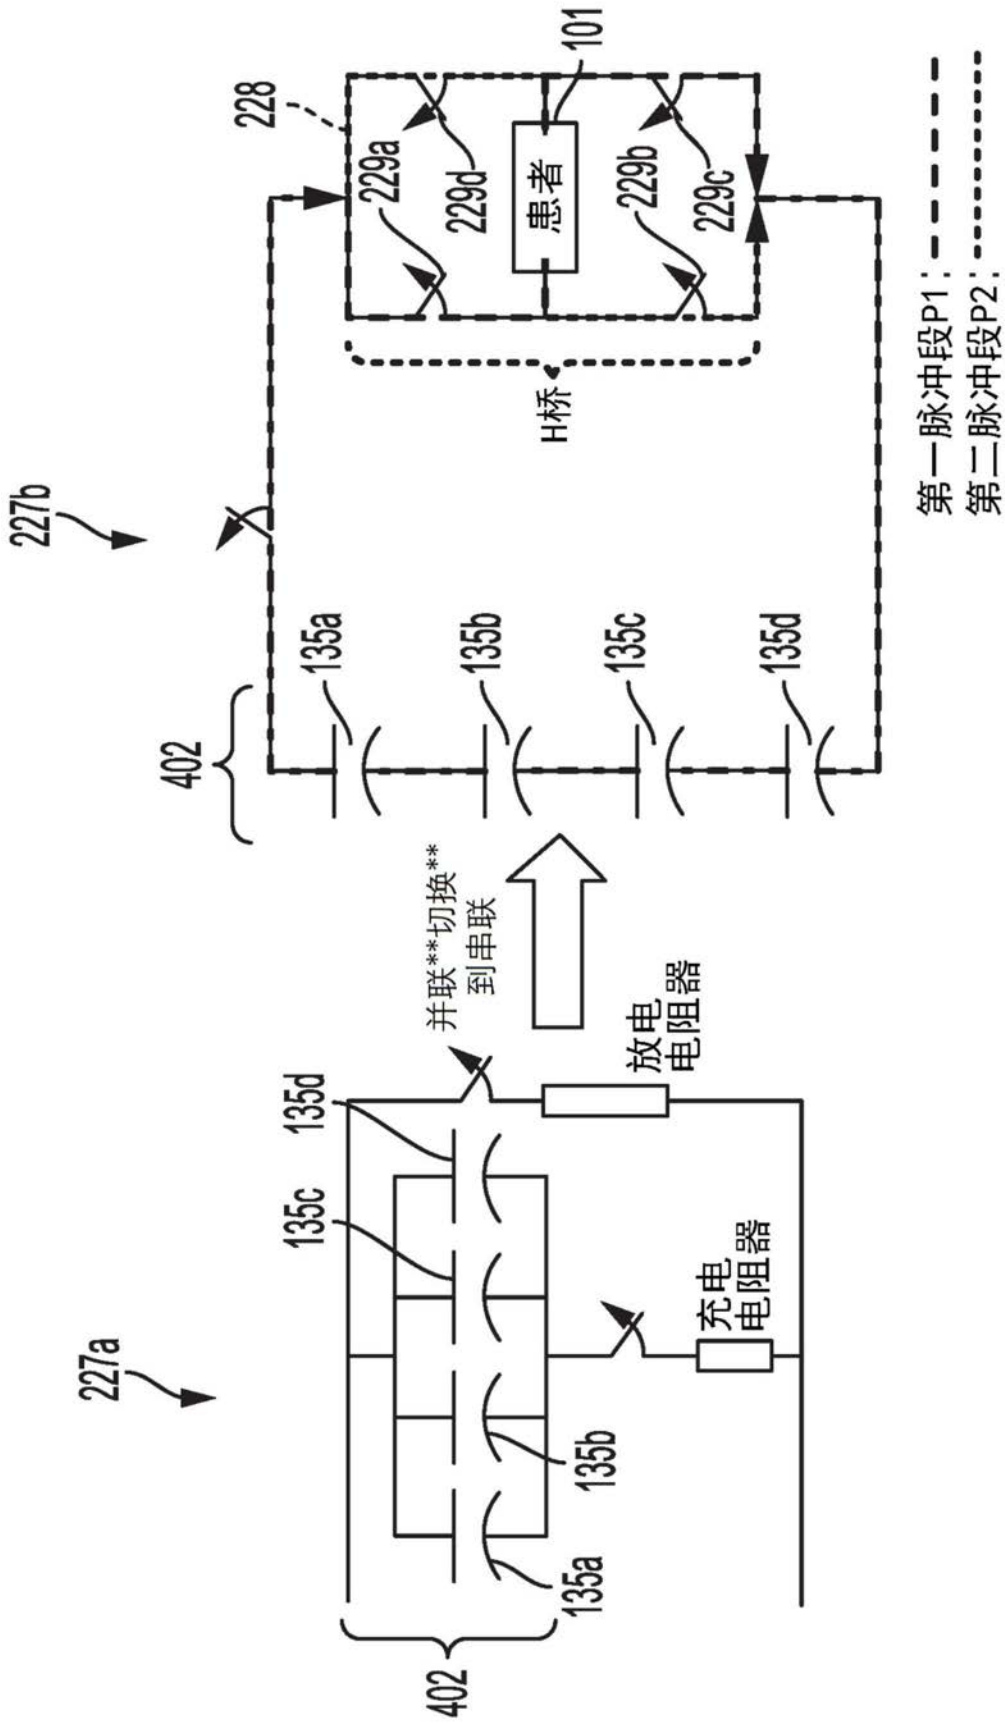 227a
402
135a
135b
135c
135d
充电
电阻器
放电
电阻器
并联**切换**
到串联
227b
402
135a
135b
135c
135d
H桥
228
229a
229d
患者
101
229b
229c
第一脉冲段P1:
第二脉冲段P2: